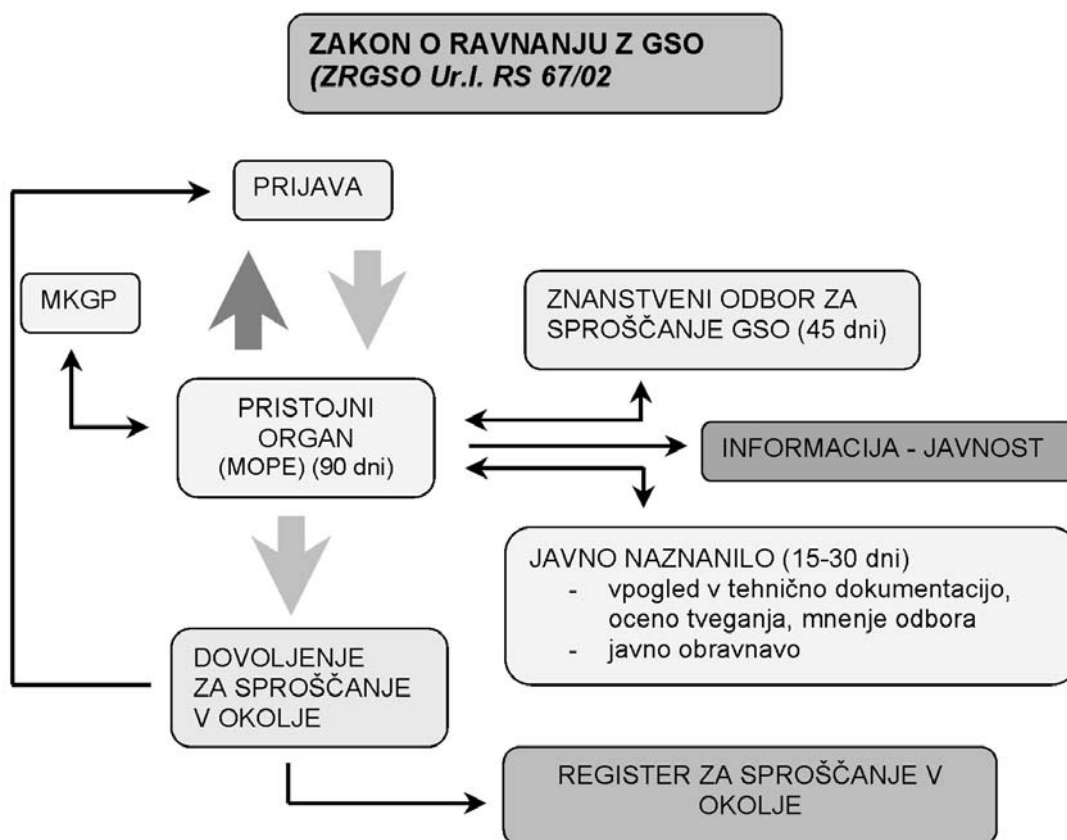 ZAKON O RAVNANJU Z GSO
(ZRGSO Ur.l. RS 67/02
PRIJAVA
MKGP
ZNANSTVENI ODBOR ZA
SPROŠČANJE GSO (45 dni)
PRISTOJNI
ORGAN
(MOPE) (90 dni)
INFORMACIJA - JAVNOST
JAVNO NAZNANILO (15-30 dni)
- vpogled v tehnično dokumentacijo,
oceno tveganja, mnenje odbora
- javno obravnavo
DOVOLJENJE
ZA SPROŠČANJE
V OKOLJE
REGISTER ZA SPROŠČANJE V
OKOLJE